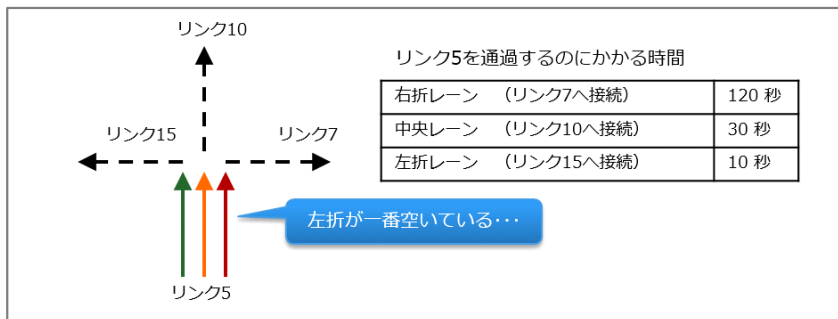 リンク10
リンク15
リンク7
リンク5
左折が一番空いている･･･
リンク5を通過するのにかかる時間
右折レーン （リンク7へ接続） 120 秒
中央レーン （リンク10へ接続） 30 秒
左折レーン （リンク15へ接続） 10 秒